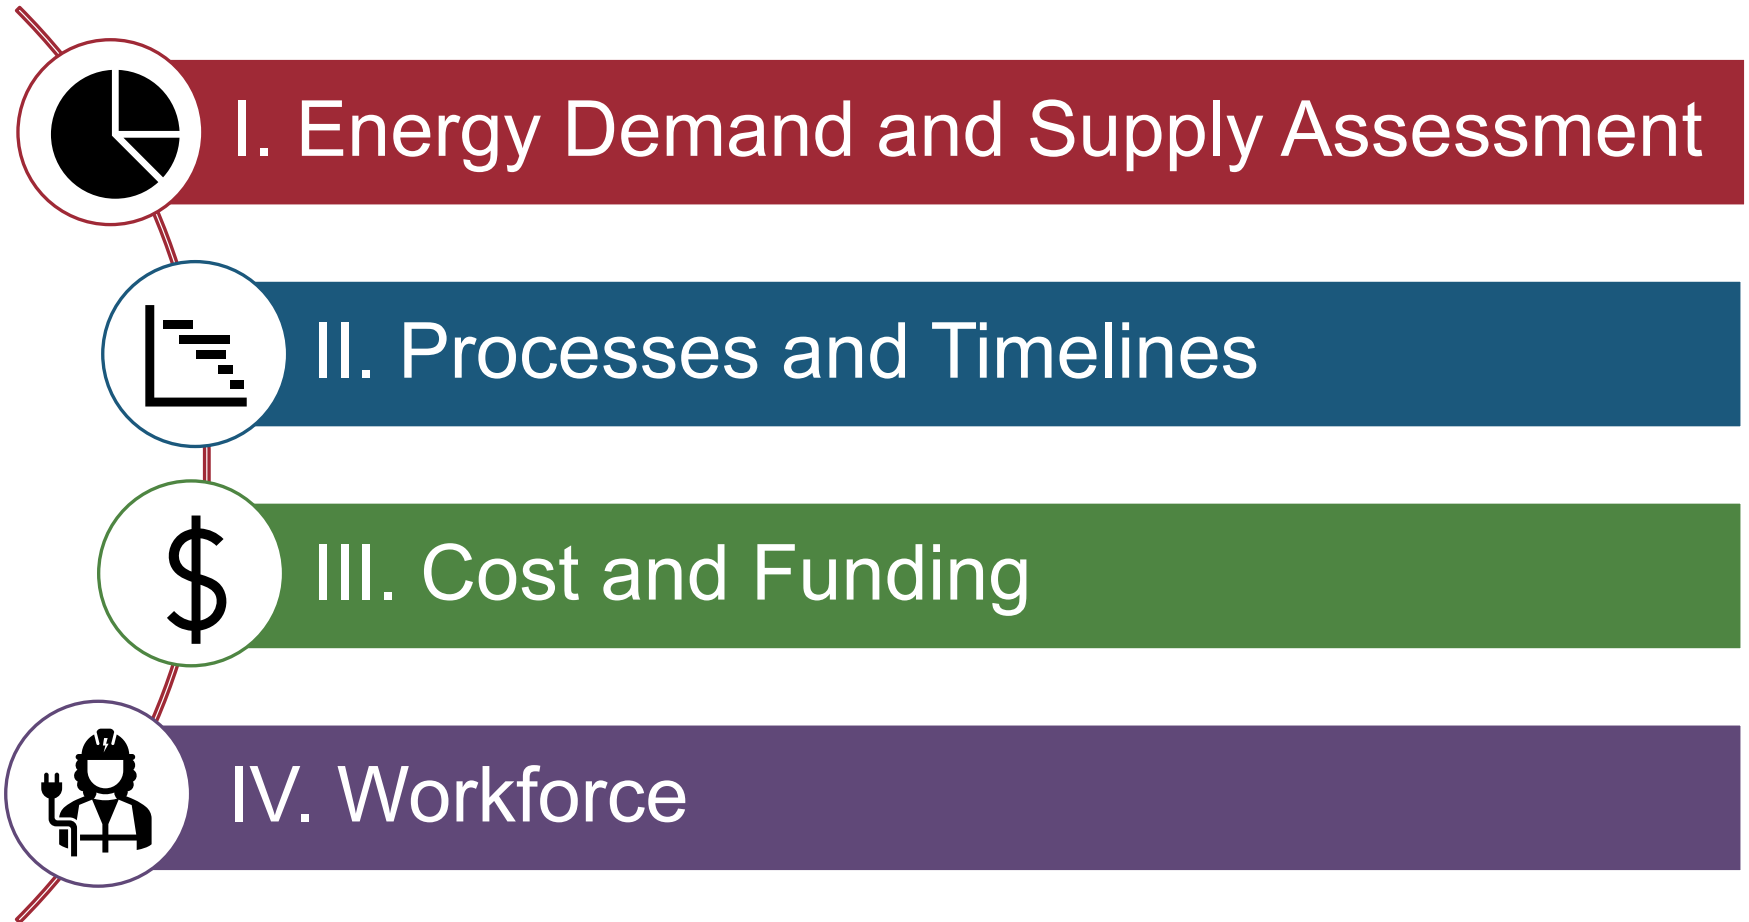 I. Energy Demand and Supply Assessment
II. Processes and Timelines
III. Cost and Funding
IV. Workforce